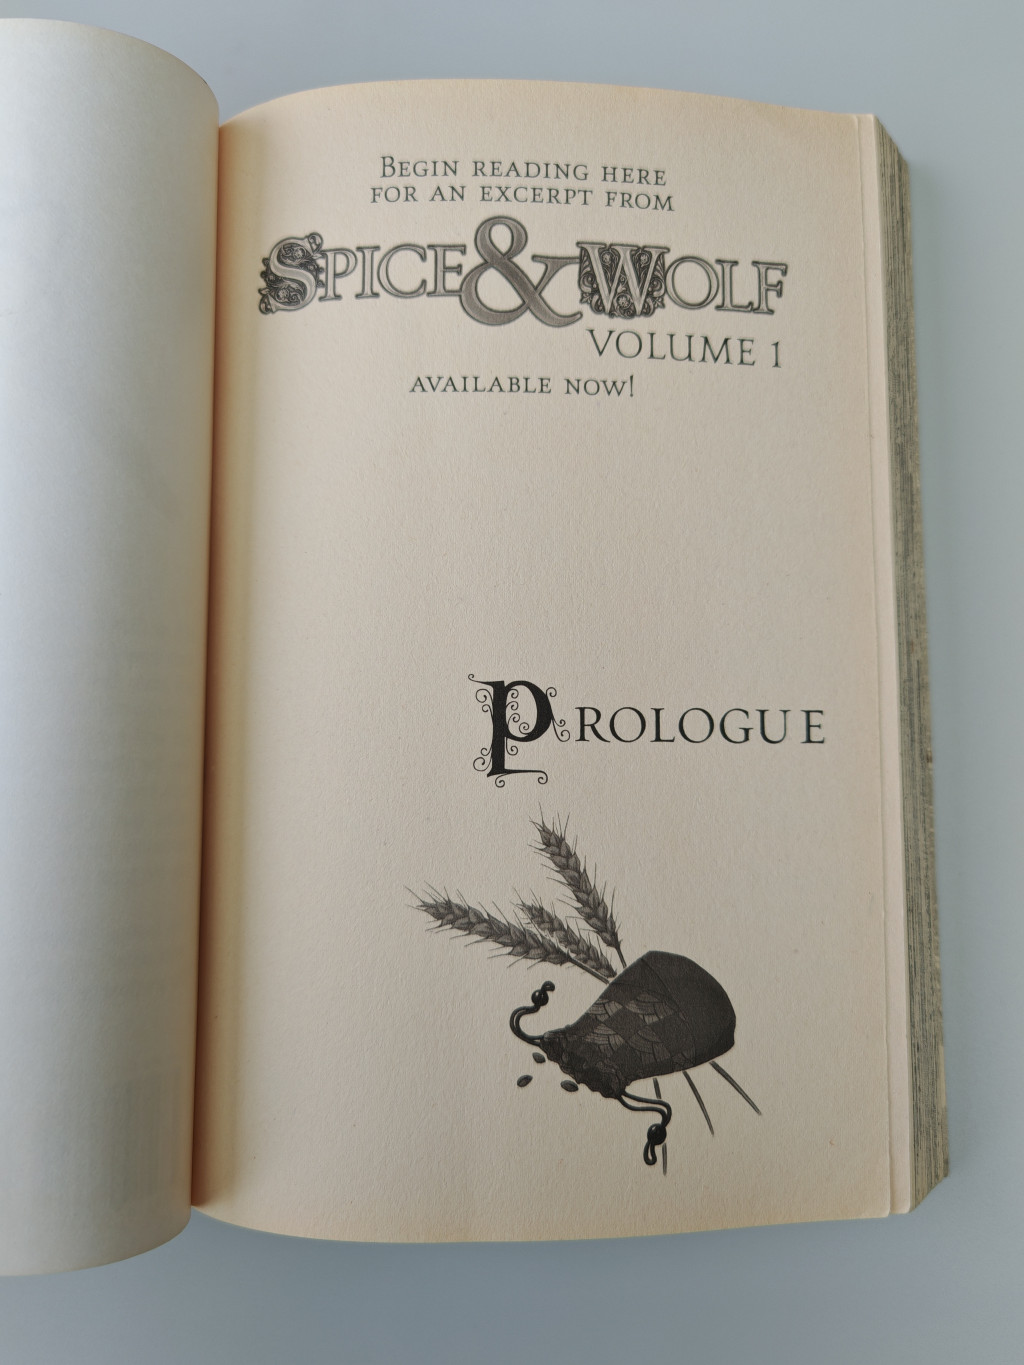 Begin reading here
for an excerpt from
Spice & Wolf
Volume 1
available now!
Prologue